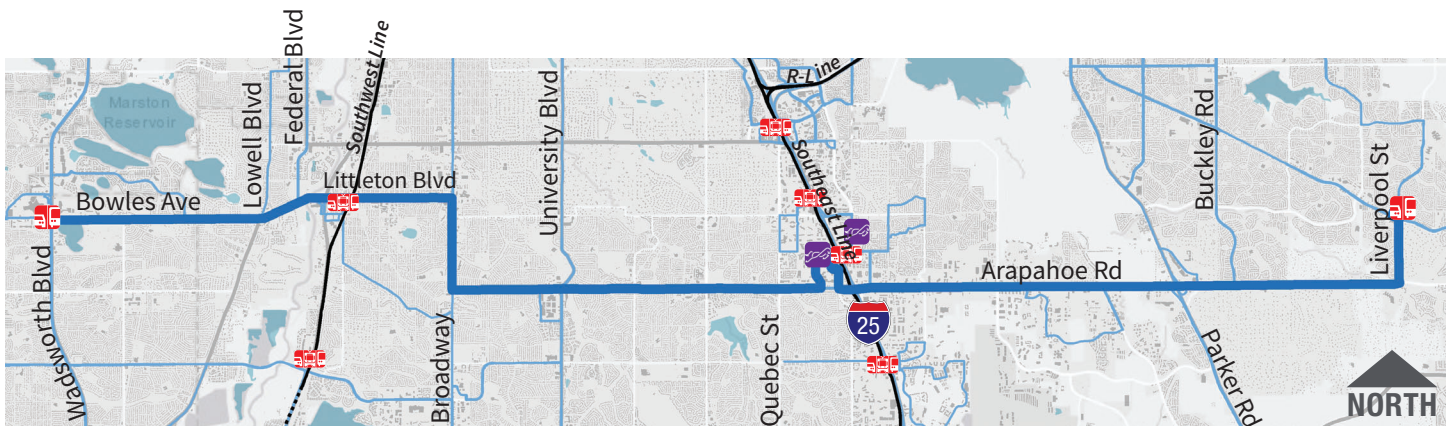 Federal Blvd
Southwest Line
Lowell Blvd
Marston
Reservoir
University Blvd
R-Line
Southeast Line
Buckley Rd
Liverpool St
Bowles Ave
Littleton Blvd
Arapahoe Rd
Wadsworth Blvd
Broadway
Quebec St
25
Parker Rd
NORTH